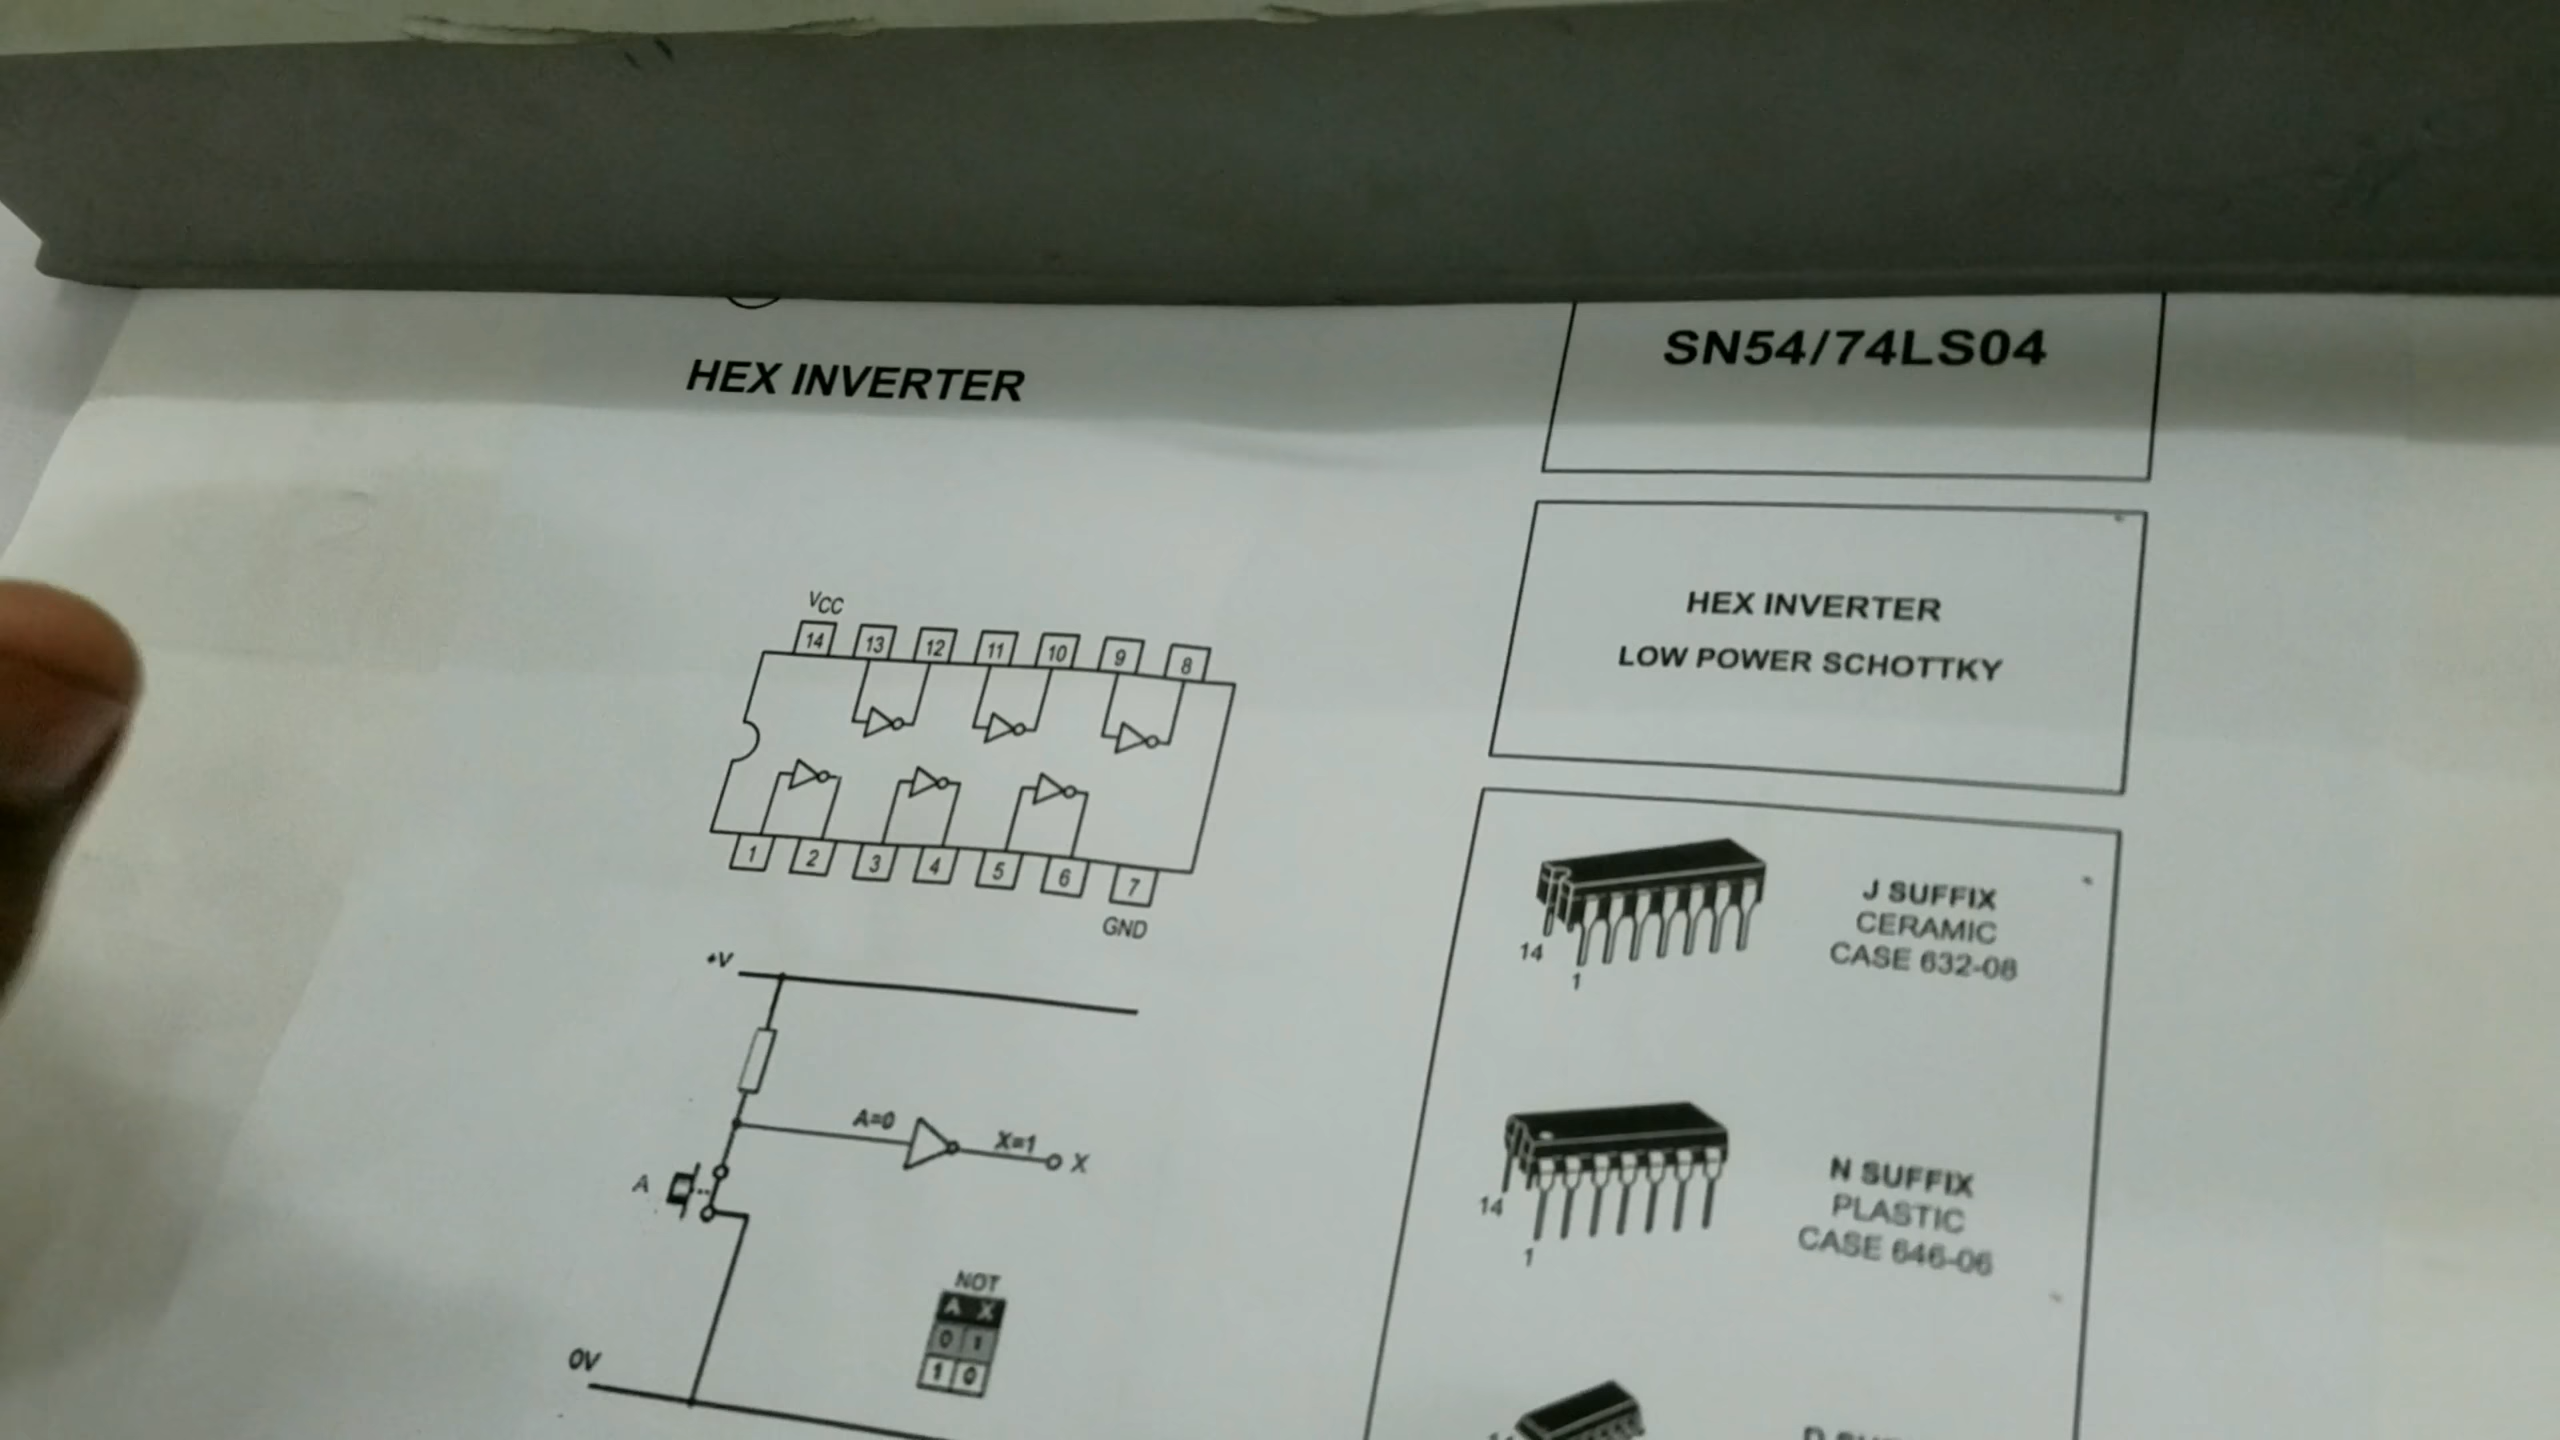 HEX INVERTER
SN54/74LS04
HEX INVERTER
LOW POWER SCHOTTKY
VCC
14 13 12 11 10 9 8
1 2 3 4 5 6 7
GND
+V
A=0
X=1
X
A
0V
NOT
A X
0 1
1 0
J SUFFIX
CERAMIC
CASE 632-08
14
1
N SUFFIX
PLASTIC
CASE 646-06
14
1